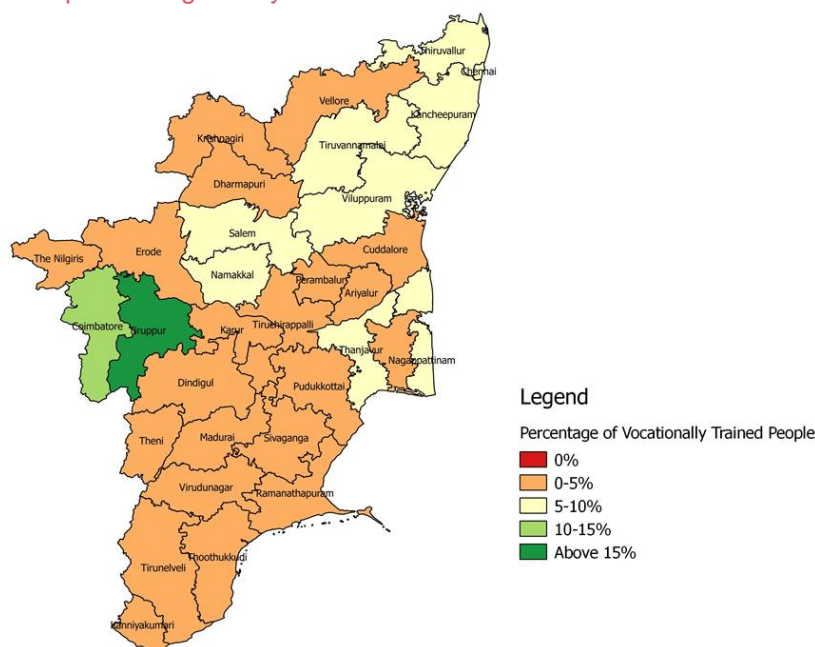 Thiruvallur
Chennai
Vellore
Kancheepuram
Krishnagiri
Tiruvannamalai
Dharmapuri
Viluppuram
Salem
Cuddalore
The Nilgiris
Erode
Namakkal
Perambalur
Ariyalur
Coimbatore
Tiruppur
Karur
Tiruchirappalli
Thanjavur
Nagappattinam
Dindigul
Pudukkottai
Theni
Madurai
Sivaganga
Virudunagar
Ramanathapuram
Thoothukkudi
Tirunelveli
Kanniyakumari
Legend
Percentage of Vocationally Trained People
0%
0-5%
5-10%
10-15%
Above 15%